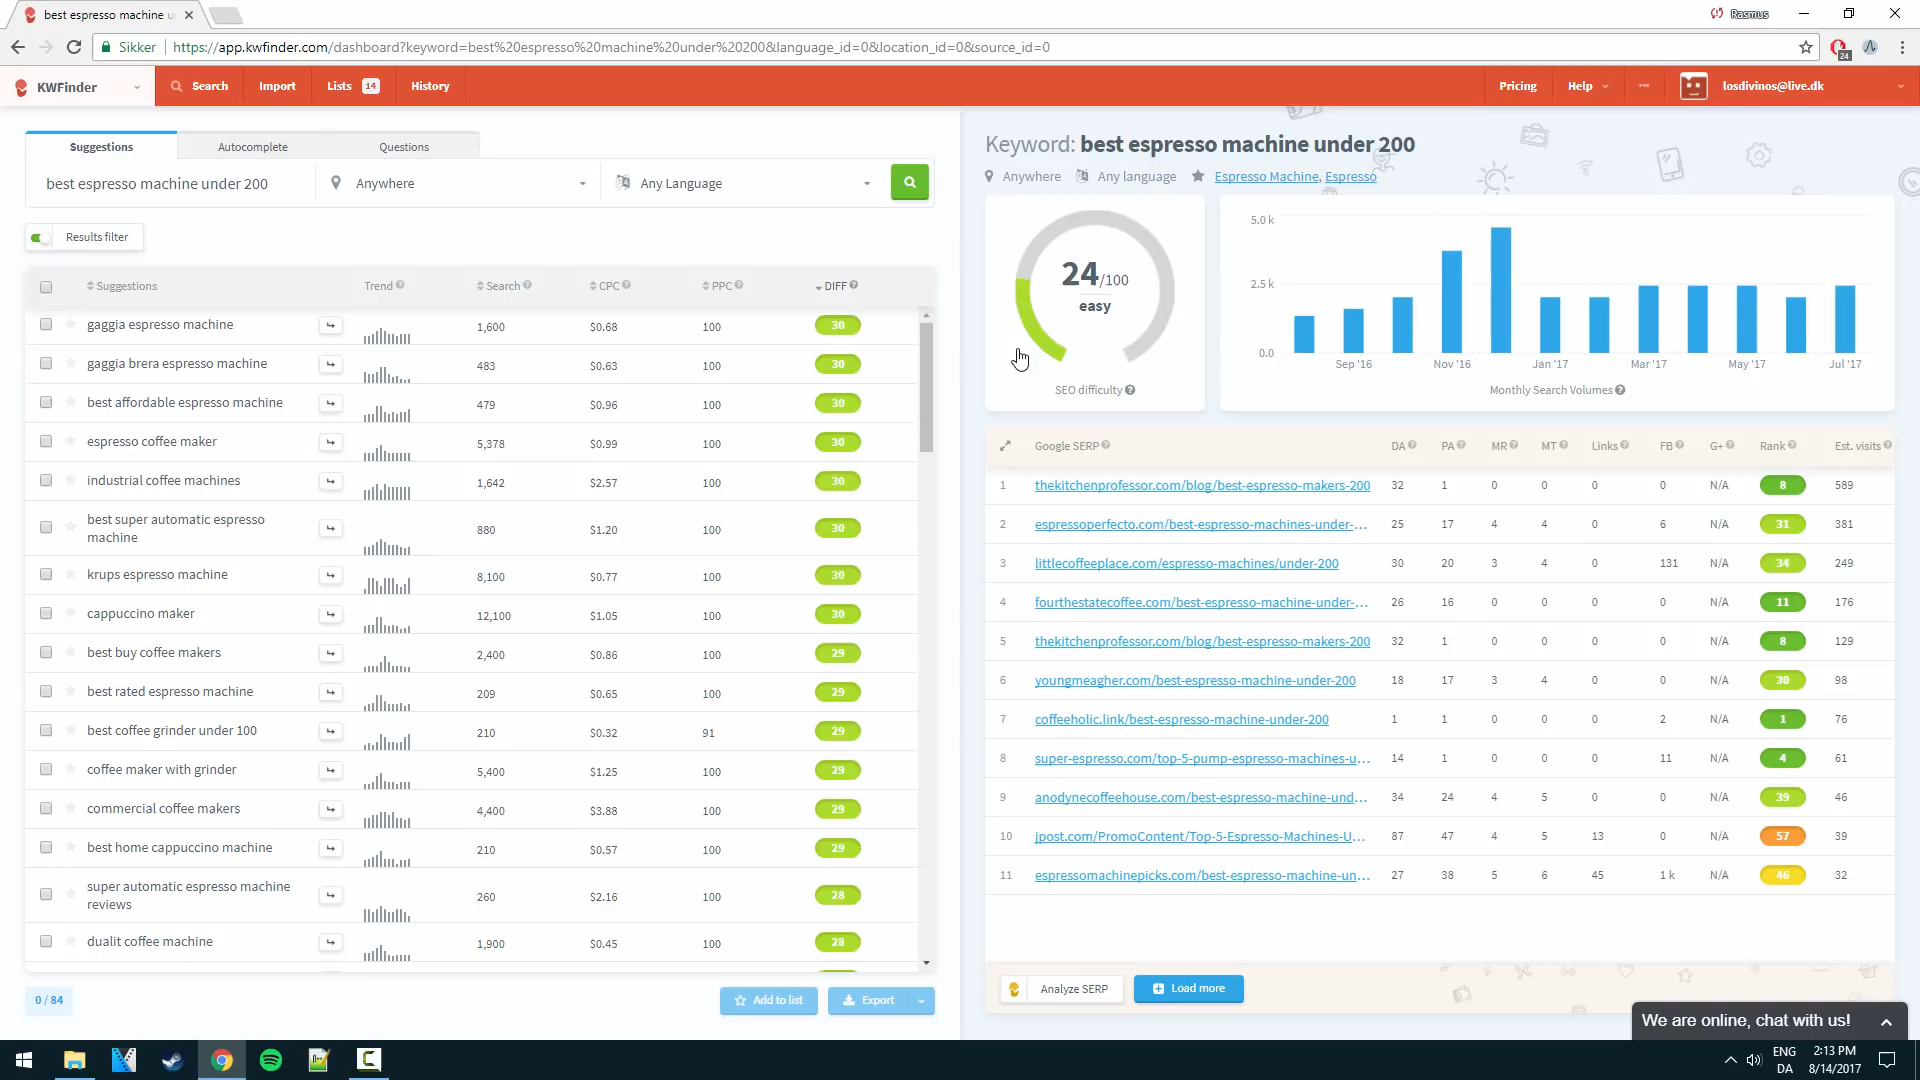 best espresso machine u
Rasmus
Sikker
https://app.kwfinder.com/dashboard?keyword=best%20espresso%20machine%20under%20200&language_id=0&location_id=0&source_id=0
24
KWFinder
Search
Import
Lists 14
History
Pricing
Help
losdivinos@live.dk
Suggestions
Autocomplete
Questions
best espresso machine under 200
Anywhere
Any Language
Results filter
Suggestions Trend Search CPC PPC DIFF
gaggia espresso machine 1,600 $0.68 100 30
gaggia brera espresso machine 483 $0.63 100 30
best affordable espresso machine 479 $0.96 100 30
espresso coffee maker 5,378 $0.99 100 30
industrial coffee machines 1,642 $2.57 100 30
best super automatic espresso
machine 880 $1.20 100 30
krups espresso machine 8,100 $0.77 100 30
cappuccino maker 12,100 $1.05 100 30
best buy coffee makers 2,400 $0.86 100 29
best rated espresso machine 209 $0.65 100 29
best coffee grinder under 100 210 $0.32 91 29
coffee maker with grinder 5,400 $1.25 100 29
commercial coffee makers 4,400 $3.88 100 29
best home cappuccino machine 210 $0.57 100 29
super automatic espresso machine
reviews 260 $2.16 100 28
dualit coffee machine 1,900 $0.45 100 28
0 / 84
Add to list
Export
Keyword: best espresso machine under 200
Anywhere Any language Espresso Machine, Espresso
24/100
easy
SEO difficulty
5.0 k
2.5 k
0.0
Sep '16 Nov '16 Jan '17 Mar '17 May '17 Jul '17
Monthly Search Volumes
Google SERP DA PA MR MT Links FB G+ Rank Est. visits
1 thekitchenprofessor.com/blog/best-espresso-makers-200 32 1 0 0 0 0 N/A 8 589
2 espressoperfecto.com/best-espresso-machines-under-... 25 17 4 4 0 6 N/A 31 381
3 littlecoffeeplace.com/espresso-machines/under-200 30 20 3 4 0 131 N/A 34 249
4 fourthestatecoffee.com/best-espresso-machine-under-... 26 16 0 0 0 0 N/A 11 176
5 thekitchenprofessor.com/blog/best-espresso-makers-200 32 1 0 0 0 0 N/A 8 129
6 youngmeagher.com/best-espresso-machine-under-200 18 17 3 4 0 0 N/A 30 98
7 coffeeholic.link/best-espresso-machine-under-200 1 1 0 0 0 2 N/A 1 76
8 super-espresso.com/top-5-pump-espresso-machines-u... 14 1 0 0 0 11 N/A 4 61
9 anodynecoffeehouse.com/best-espresso-machine-und... 34 24 4 5 0 0 N/A 39 46
10 jpost.com/PromoContent/Top-5-Espresso-Machines-U... 87 47 4 5 13 0 N/A 57 39
11 espressomachinepicks.com/best-espresso-machine-un... 27 38 5 6 45 1 k N/A 46 32
Analyze SERP
Load more
We are online, chat with us!
ENG
DA
2:13 PM
8/14/2017